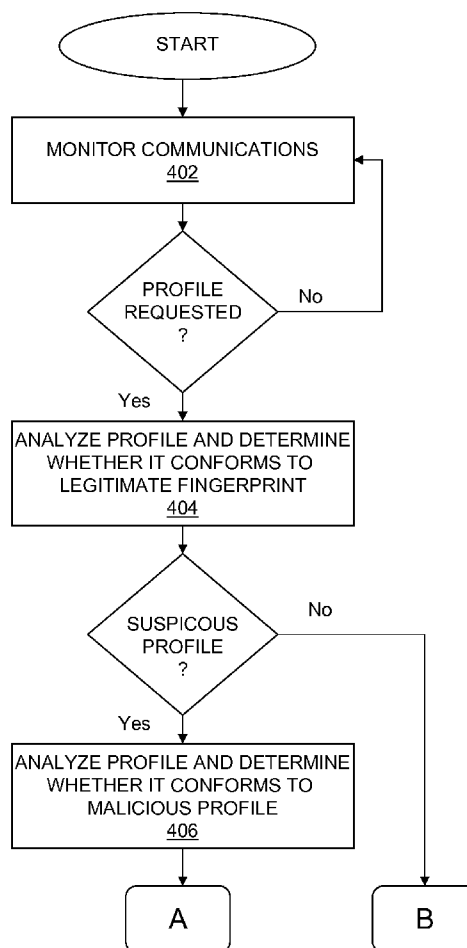 START
MONITOR COMMUNICATIONS
402
PROFILE
REQUESTED
?
No
Yes
ANALYZE PROFILE AND DETERMINE
WHETHER IT CONFORMS TO
LEGITIMATE FINGERPRINT
404
SUSPICOUS
PROFILE
?
No
Yes
ANALYZE PROFILE AND DETERMINE
WHETHER IT CONFORMS TO
MALICIOUS PROFILE
406
A
B